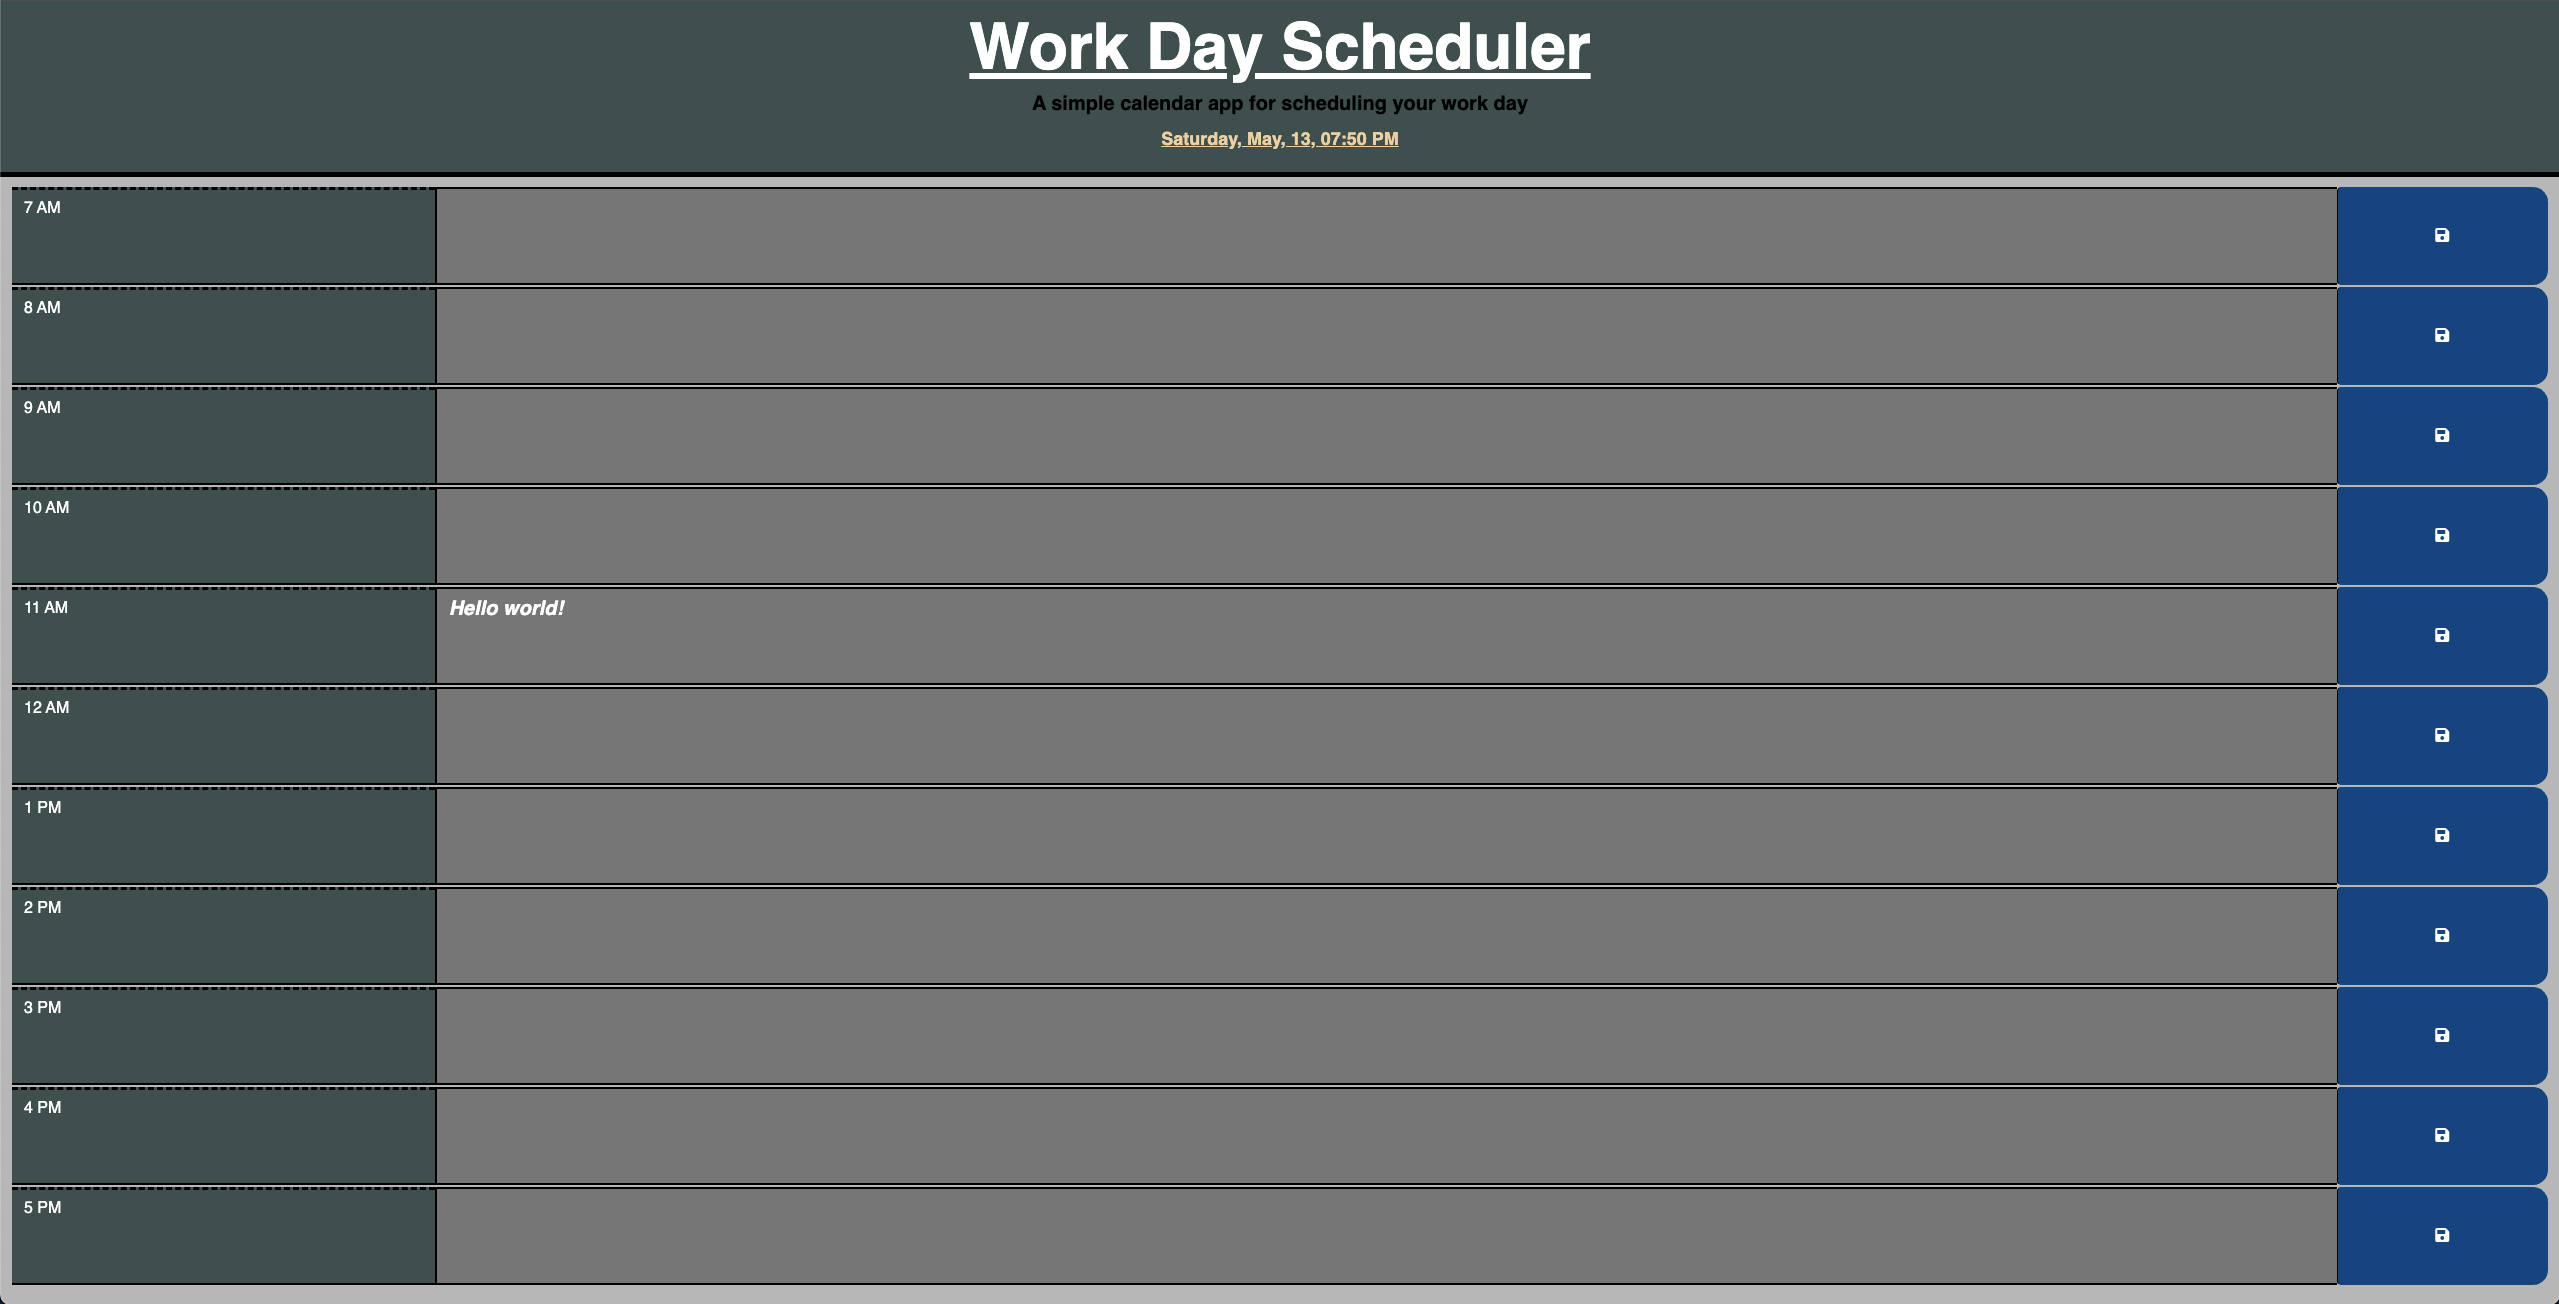 Work Day Scheduler
A simple calendar app for scheduling your work day
Saturday, May, 13, 07:50 PM
7 AM
8 AM
9 AM
10 AM
11 AM
Hello world!
12 AM
1 PM
2 PM
3 PM
4 PM
5 PM